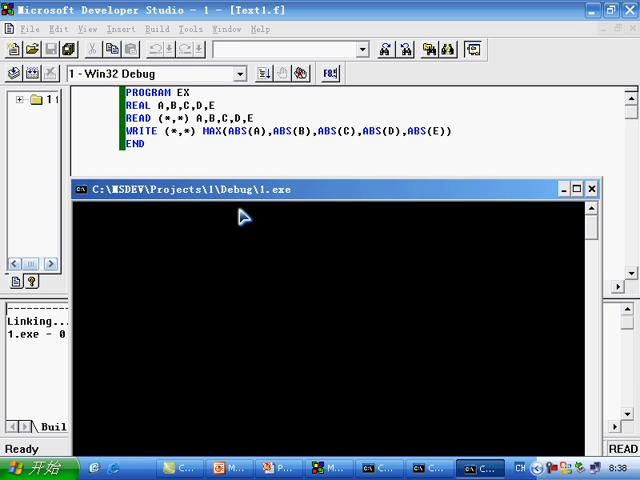 Microsoft Developer Studio - 1 - [Text1.f]
File Edit View Insert Build Tools Window Help
1 - Win32 Debug
F8!
1 f
PROGRAM EX
REAL A,B,C,D,E
READ (*,*) A,B,C,D,E
WRITE (*,*) MAX(ABS(A),ABS(B),ABS(C),ABS(D),ABS(E))
END
C:\MSDEV\Projects\1\Debug\1.exe
Linking...
1.exe - 0
Buil
Ready
READ
开始
C...
M...
P...
M...
C...
C...
C...
CH
8:38